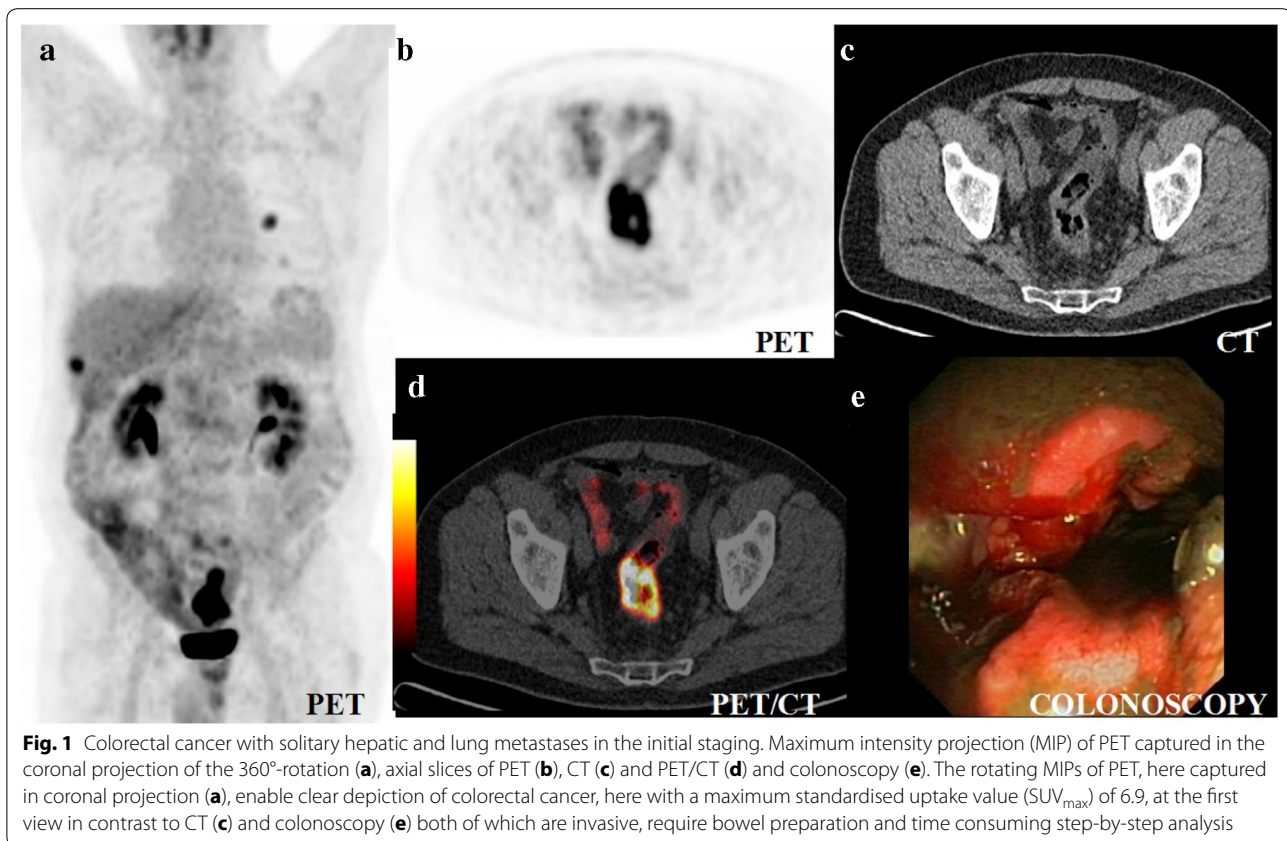 a
b
c
PET
CT
d
e
PET
PET/CT
COLONOSCOPY
Fig. 1 Colorectal cancer with solitary hepatic and lung metastases in the initial staging. Maximum intensity projection (MIP) of PET captured in the
coronal projection of the 360°-rotation (a), axial slices of PET (b), CT (c) and PET/CT (d) and colonoscopy (e). The rotating MIPs of PET, here captured
in coronal projection (a), enable clear depiction of colorectal cancer, here with a maximum standardised uptake value (SUVmax) of 6.9, at the first
view in contrast to CT (c) and colonoscopy (e) both of which are invasive, require bowel preparation and time consuming step-by-step analysis